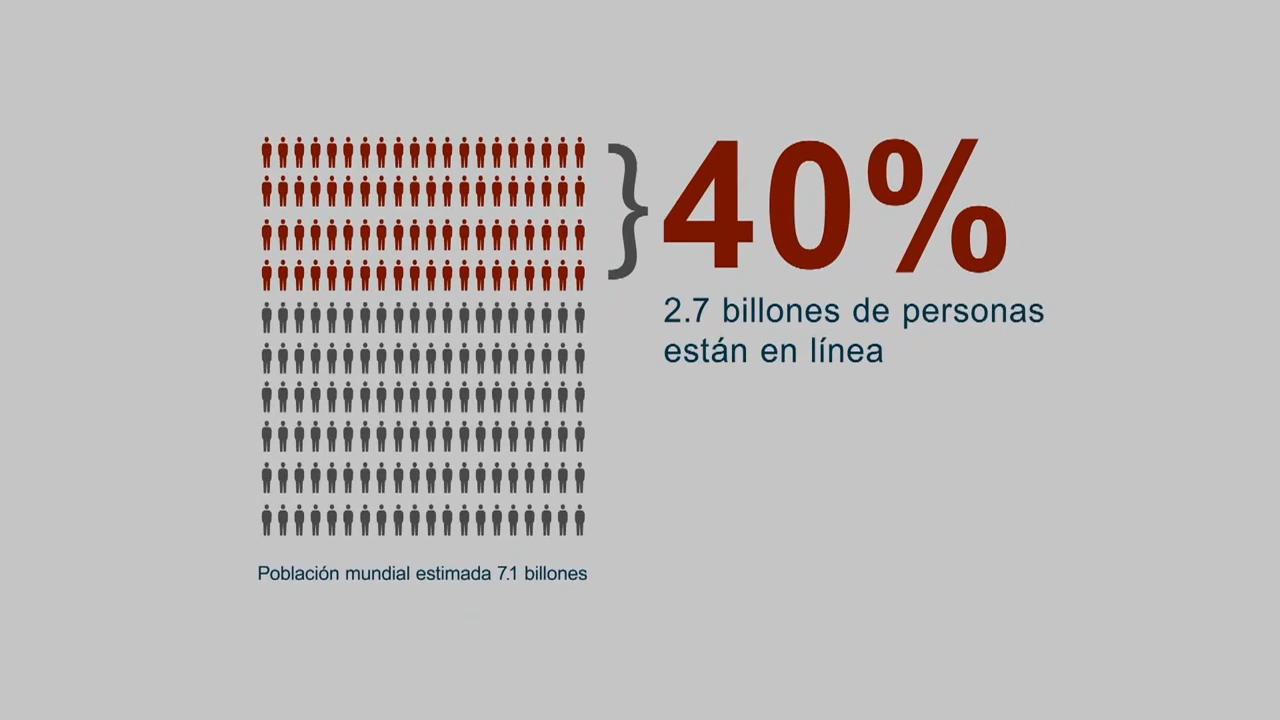 40%
2.7 billones de personas
están en línea
Población mundial estimada 7.1 billones